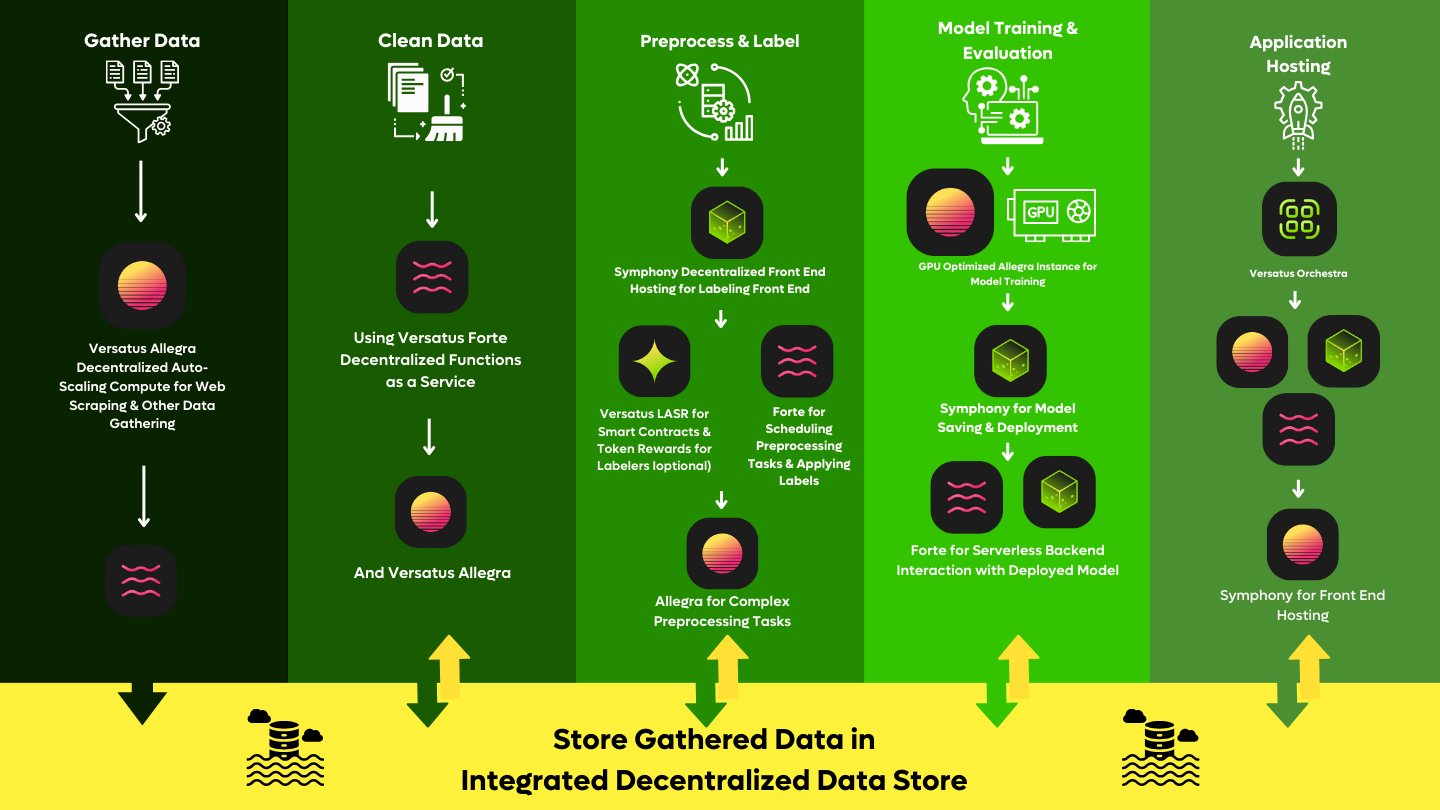 Gather Data
Versatus Allegra
Decentralized Auto-
Scaling Compute for Web
Scraping & Other Data
Gathering
Clean Data
Using Versatus Forte
Decentralized Functions
as a Service
And Versatus Allegra
Preprocess & Label
Symphony Decentralized Front End
Hosting for Labeling Front End
Versatus LASR for
Smart Contracts &
Token Rewards for
Labelers Ioptional)
Forte for
Scheduling
Preprocessing
Tasks & Applying
Labels
Allegra for Complex
Preprocessing Tasks
Model Training &
Evaluation
GPU
GPU Optimized Allegra Instance for
Model Training
Symphony for Model
Saving & Deployment
Forte for Serverless Backend
Interaction with Deployed Model
Application
Hosting
Versatus Orchestra
Symphony for Front End
Hosting
Store Gathered Data in
Integrated Decentralized Data Store